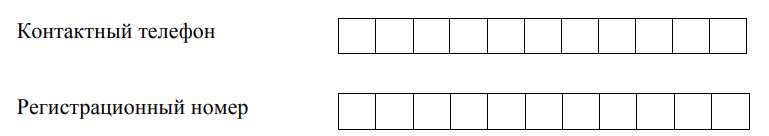 Контактный телефон
Регистрационный номер